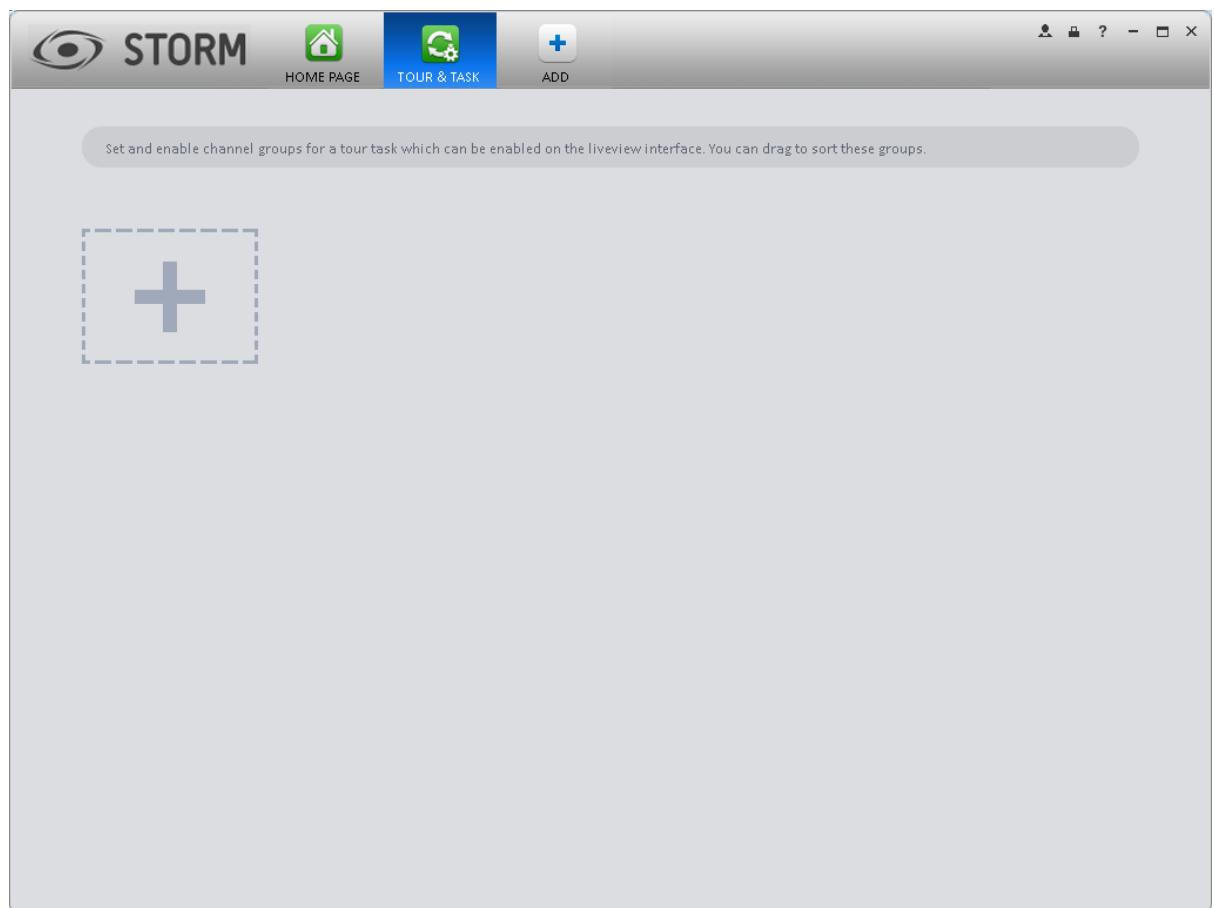 STORM
HOME PAGE
TOUR & TASK
ADD
?
Set and enable channel groups for a tour task which can be enabled on the liveview interface. You can drag to sort these groups.